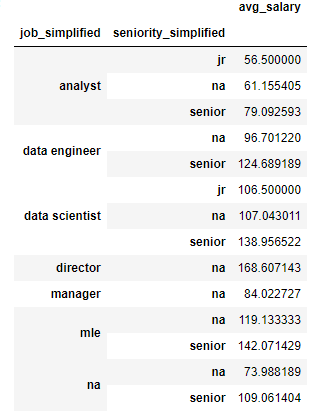 avg_salary
job_simplified seniority_simplified
analyst jr 56.500000
na 61.155405
senior 79.092593
data engineer na 96.701220
senior 124.689189
data scientist jr 106.500000
na 107.043011
senior 138.956522
director na 168.607143
manager na 84.022727
mle na 119.133333
senior 142.071429
na na 73.988189
senior 109.061404